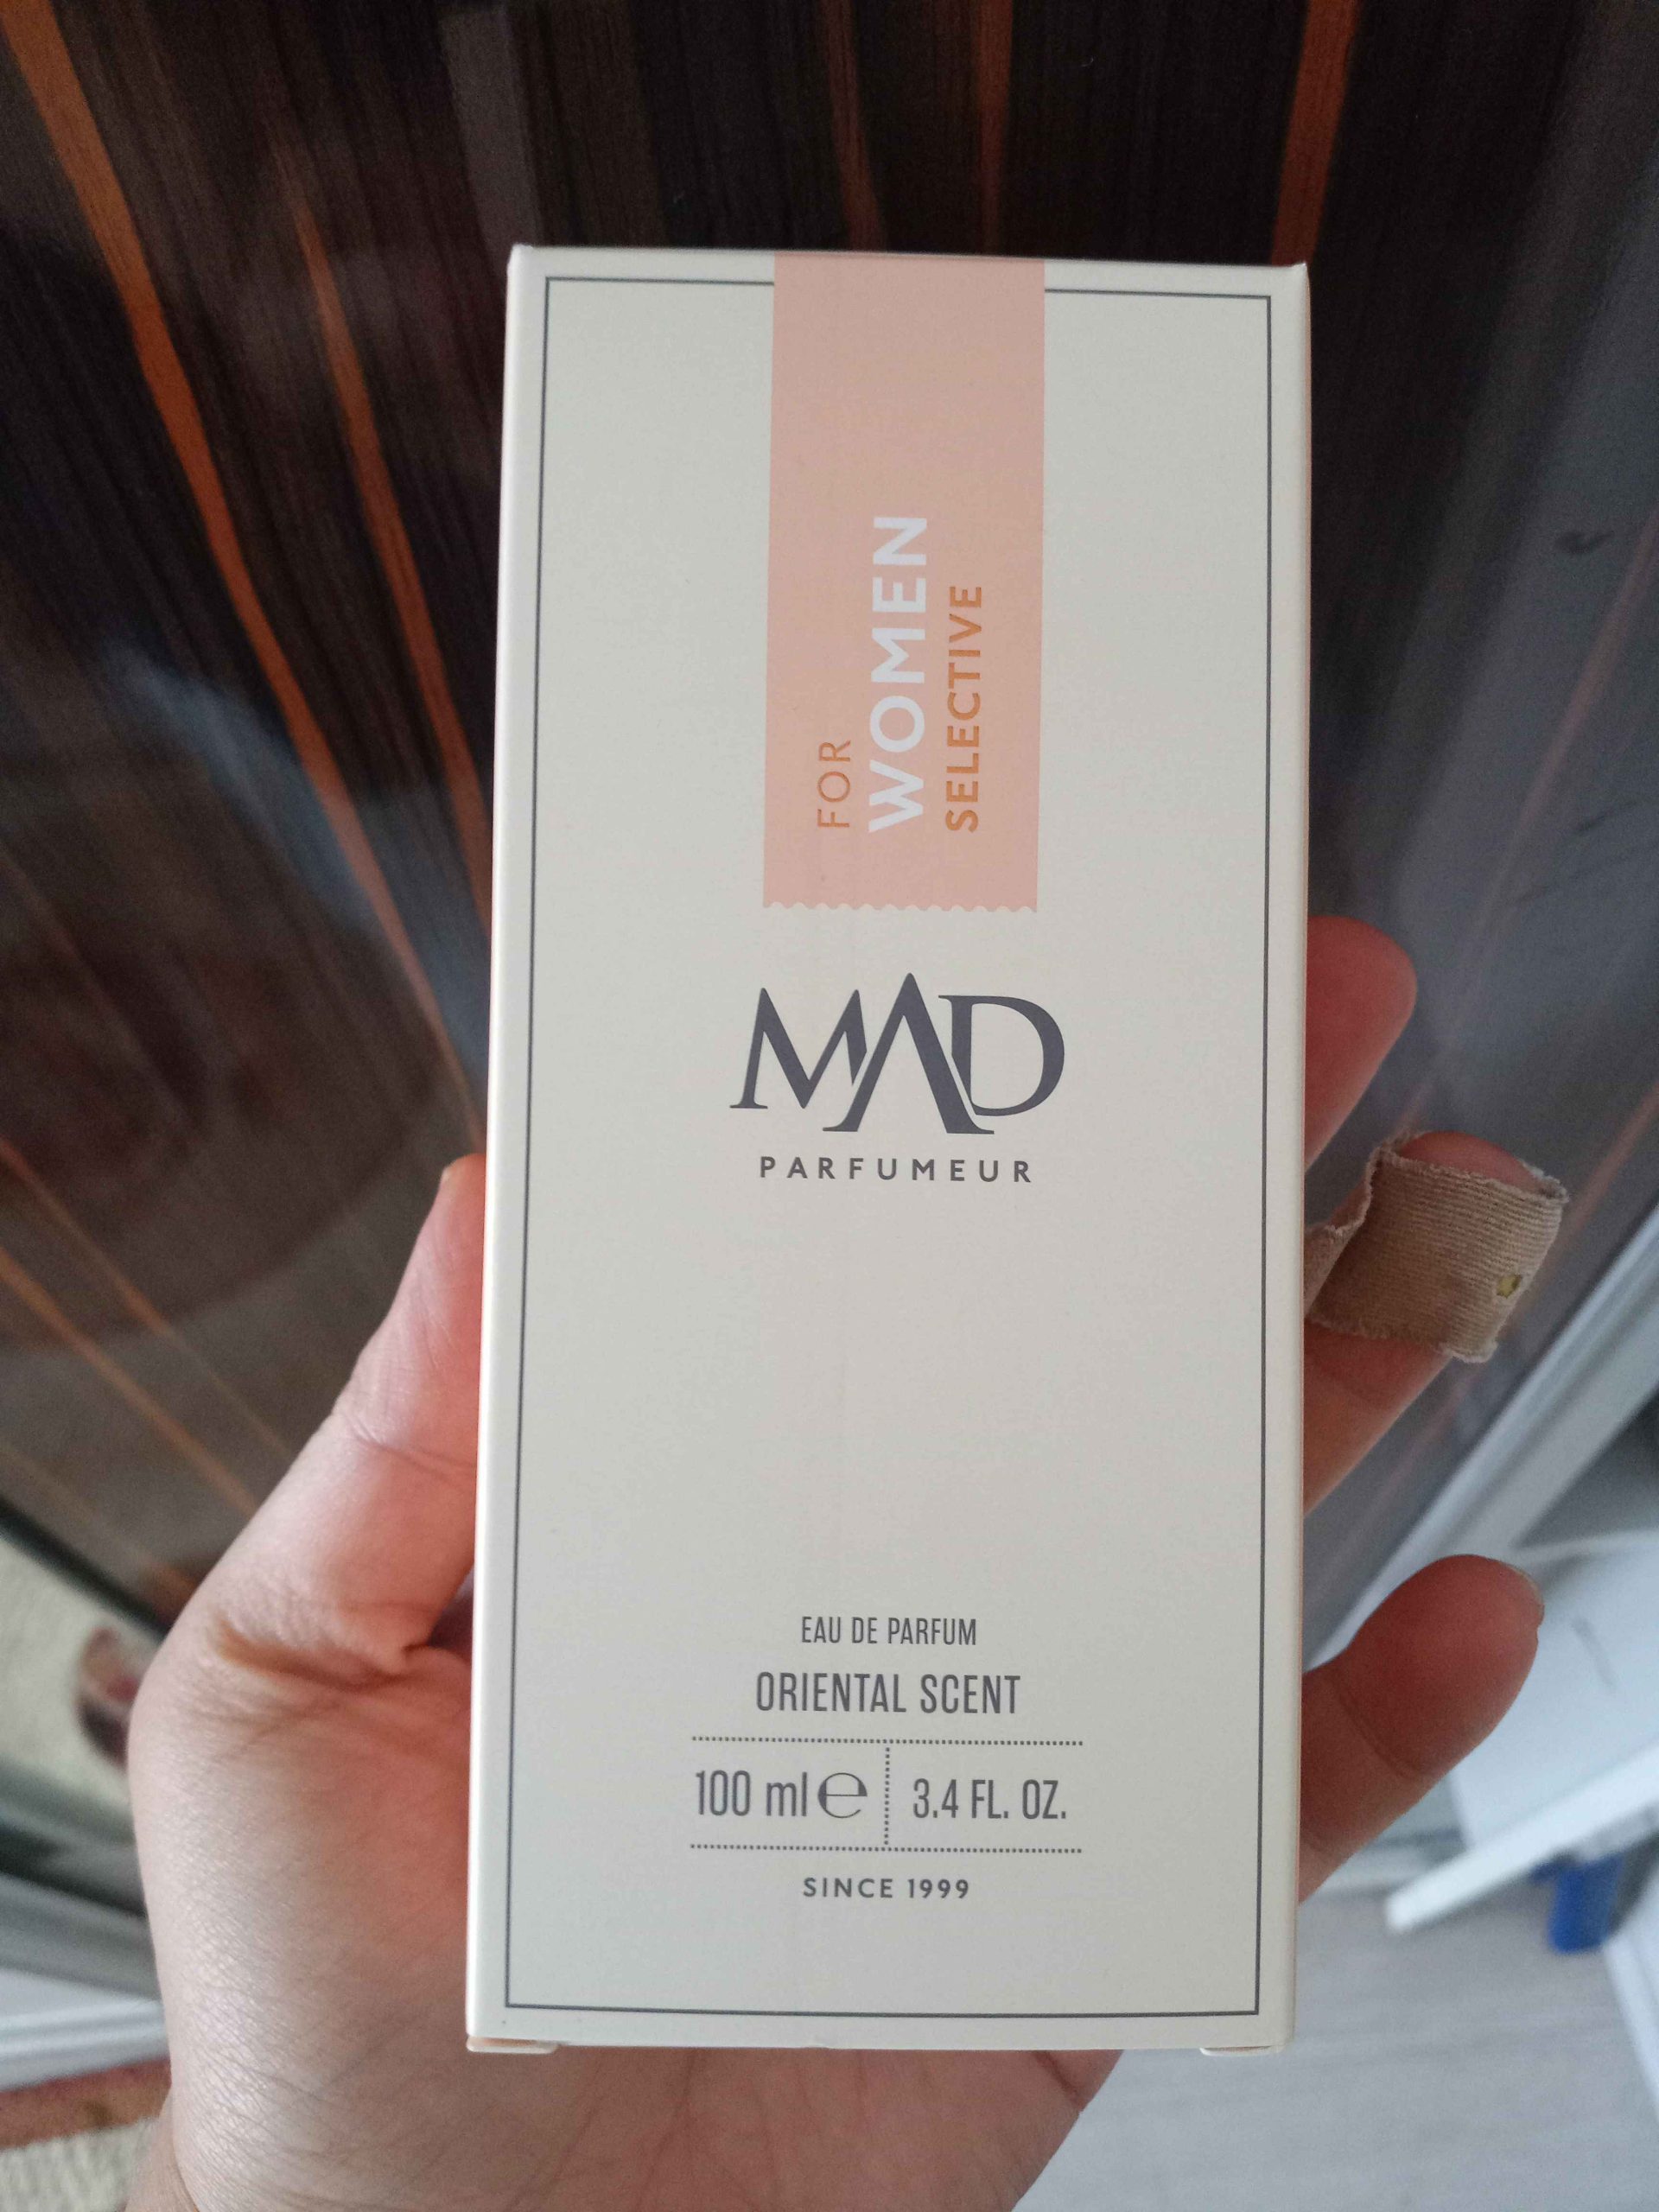 FOR
WOMEN
SELECTIVE
MAD
PARFUMEUR
EAU DE PARFUM
ORIENTAL SCENT
100 ml ℮ 3.4 FL. OZ.
SINCE 1999